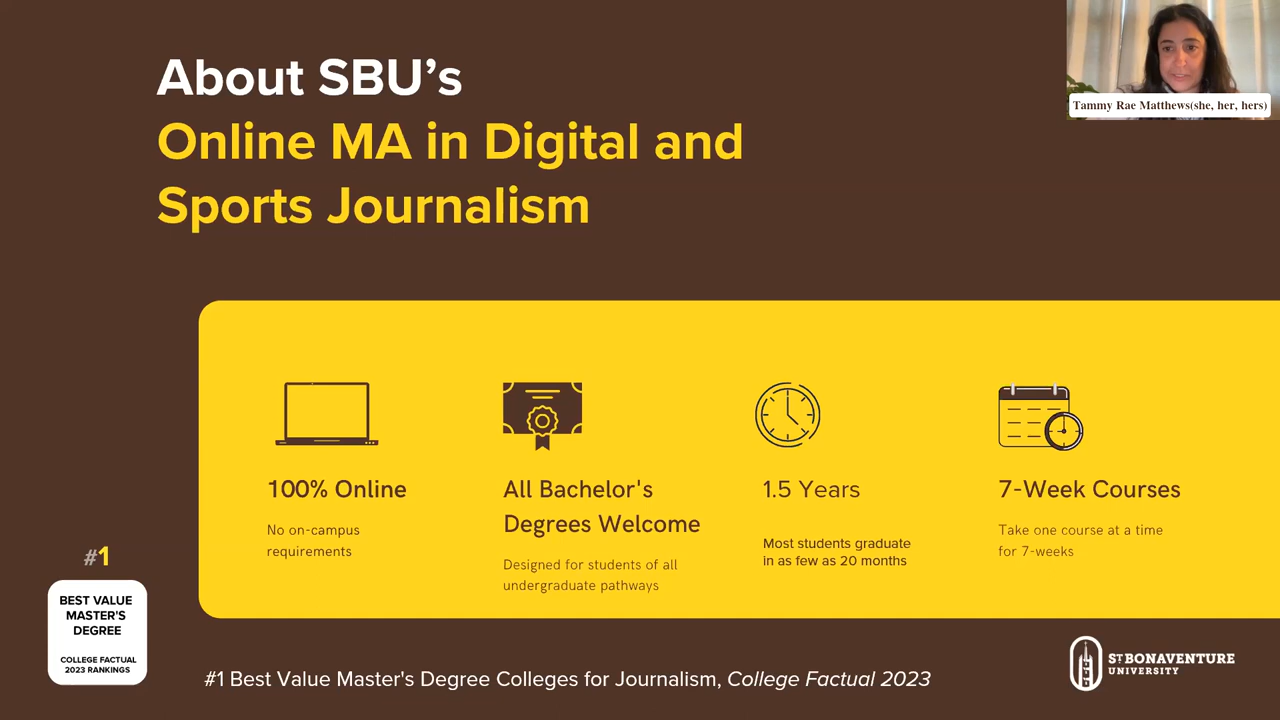 About SBU’s
Online MA in Digital and
Sports Journalism
Tammy Rae Matthews(she, her, hers)
100% Online
No on-campus
requirements
All Bachelor's
Degrees Welcome
Designed for students of all
undergraduate pathways
1.5 Years
Most students graduate
in as few as 20 months
7-Week Courses
Take one course at a time
for 7-weeks
#1
BEST VALUE
MASTER'S
DEGREE
COLLEGE FACTUAL
2023 RANKINGS
#1 Best Value Master's Degree Colleges for Journalism, College Factual 2023
ST. BONAVENTURE
UNIVERSITY